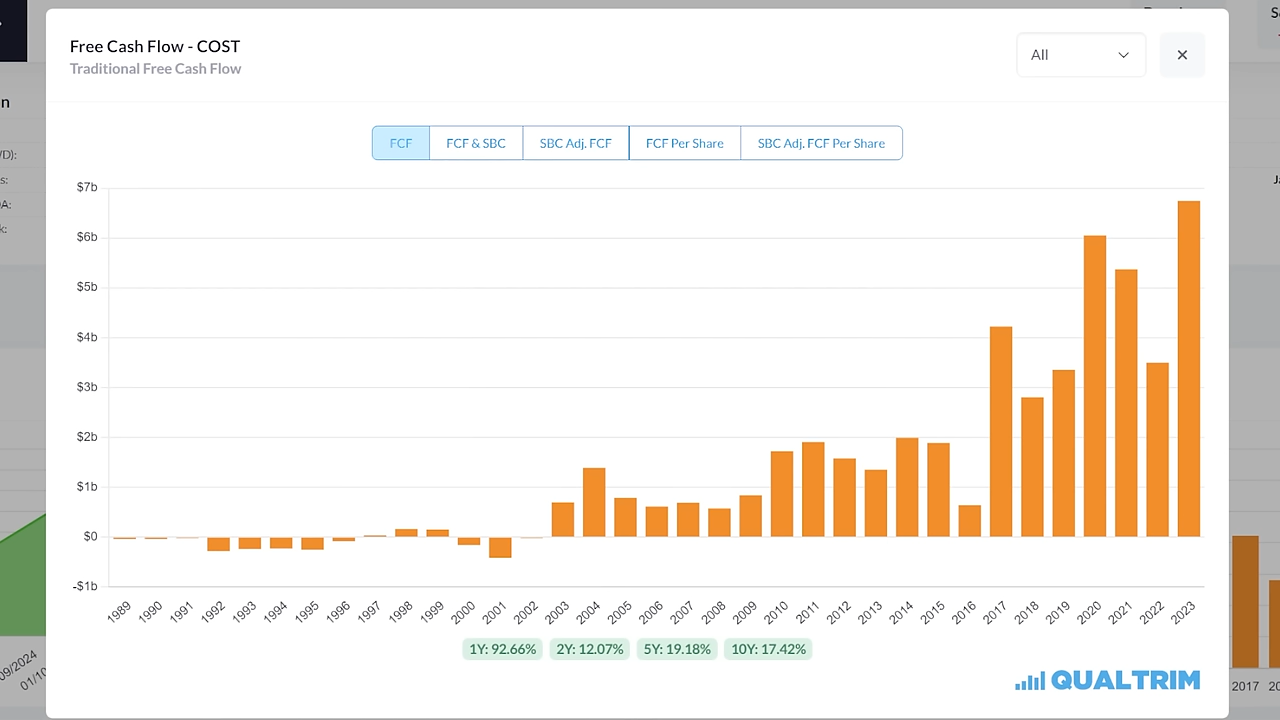 Free Cash Flow - COST
Traditional Free Cash Flow
All
FCF
FCF & SBC
SBC Adj. FCF
FCF Per Share
SBC Adj. FCF Per Share
$7b
$6b
$5b
$4b
$3b
$2b
$1b
$0
-$1b
1989 1990 1991 1992 1993 1994 1995 1996 1997 1998 1999 2000 2001 2002 2003 2004 2005 2006 2007 2008 2009 2010 2011 2012 2013 2014 2015 2016 2017 2018 2019 2020 2021 2022 2023
1Y: 92.66% 2Y: 12.07% 5Y: 19.18% 10Y: 17.42%
QUALTRIM
2017